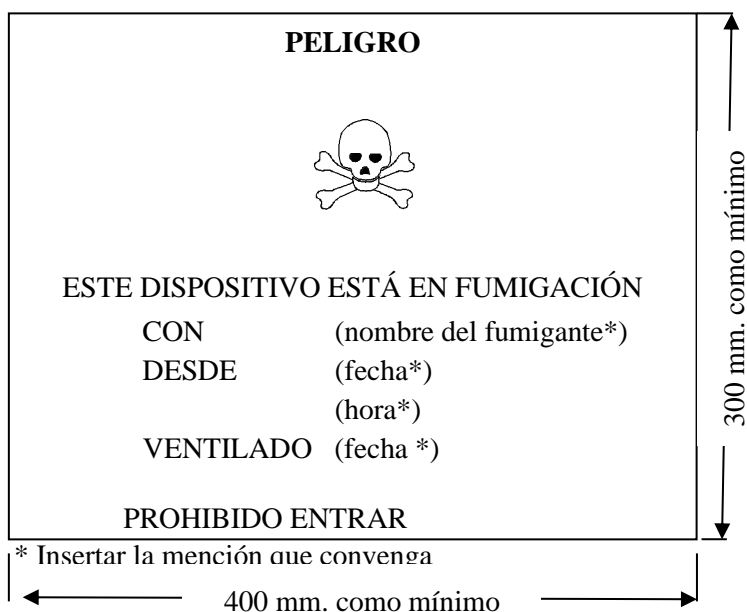 PELIGRO
ESTE DISPOSITIVO ESTÁ EN FUMIGACIÓN
CON (nombre del fumigante*)
DESDE (fecha*)
(hora*)
VENTILADO (fecha *)
PROHIBIDO ENTRAR
* Insertar la mención que convenga
400 mm. como mínimo
300 mm. como mínimo